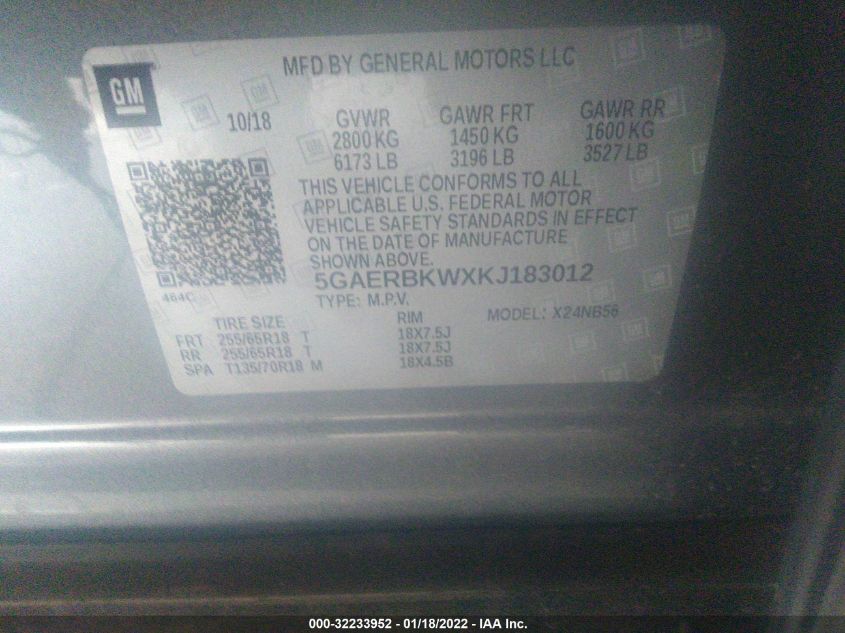 MFD BY GENERAL MOTORS LLC
GM
10/18 GVWR GAWR FRT GAWR RR
2800 KG 1450 KG 1600 KG
6173 LB 3196 LB 3527 LB
THIS VEHICLE CONFORMS TO ALL
APPLICABLE U.S. FEDERAL MOTOR
VEHICLE SAFETY STANDARDS IN EFFECT
ON THE DATE OF MANUFACTURE
SHOWN ABOVE.
5GAERBKWXKJ183012
464C
TYPE: M.P.V.
TIRE SIZE RIM MODEL: X24NB56
FRT 255/65R18 T 18X7.5J
RR 255/65R18 T 18X7.5J
SPA T135/70R18 M 18X4.5B
000-32233952 - 01/18/2022 - IAA Inc.